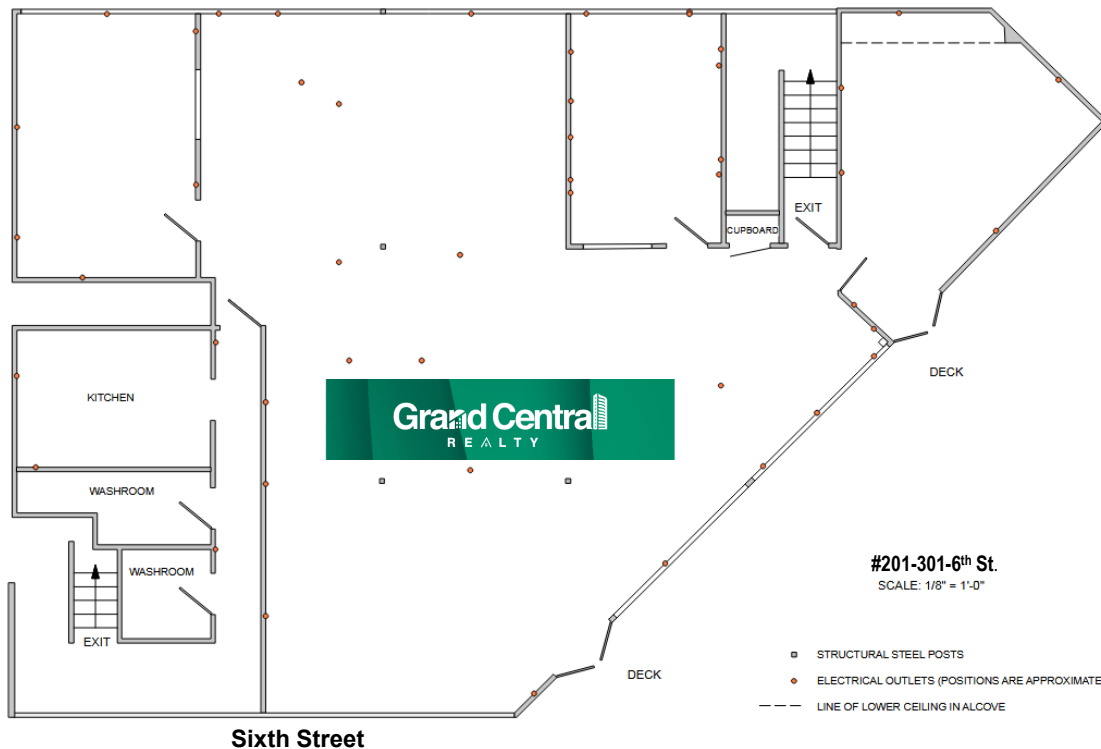 EXIT
CUPBOARD
KITCHEN
DECK
Grand Central
REALTY
WASHROOM
WASHROOM
#201-301-6th St.
SCALE: 1/8" = 1'-0"
EXIT
STRUCTURAL STEEL POSTS
DECK
ELECTRICAL OUTLETS (POSITIONS ARE APPROXIMATE
LINE OF LOWER CEILING IN ALCOVE
Sixth Street